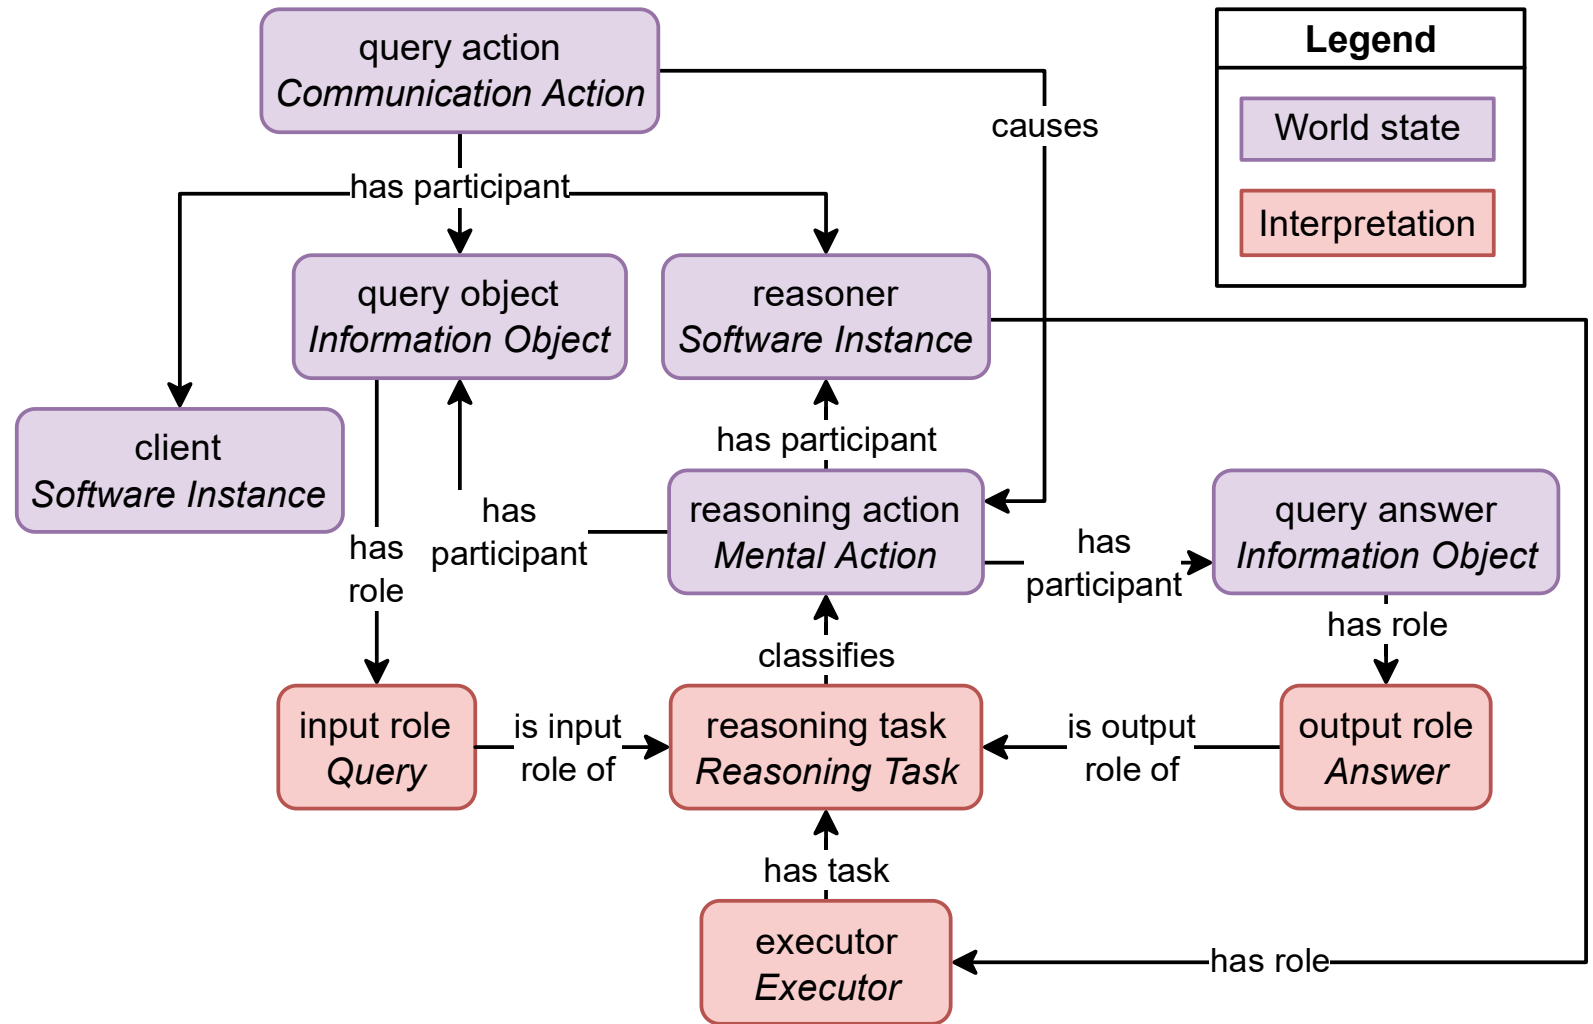 query action
Communication Action
Legend
World state
Interpretation
causes
has participant
query object
Information Object
reasoner
Software Instance
client
Software Instance
has participant
has
role
has
participant
reasoning action
Mental Action
has
participant
query answer
Information Object
classifies
has role
input role
Query
is input
role of
reasoning task
Reasoning Task
is output
role of
output role
Answer
has task
executor
Executor
has role